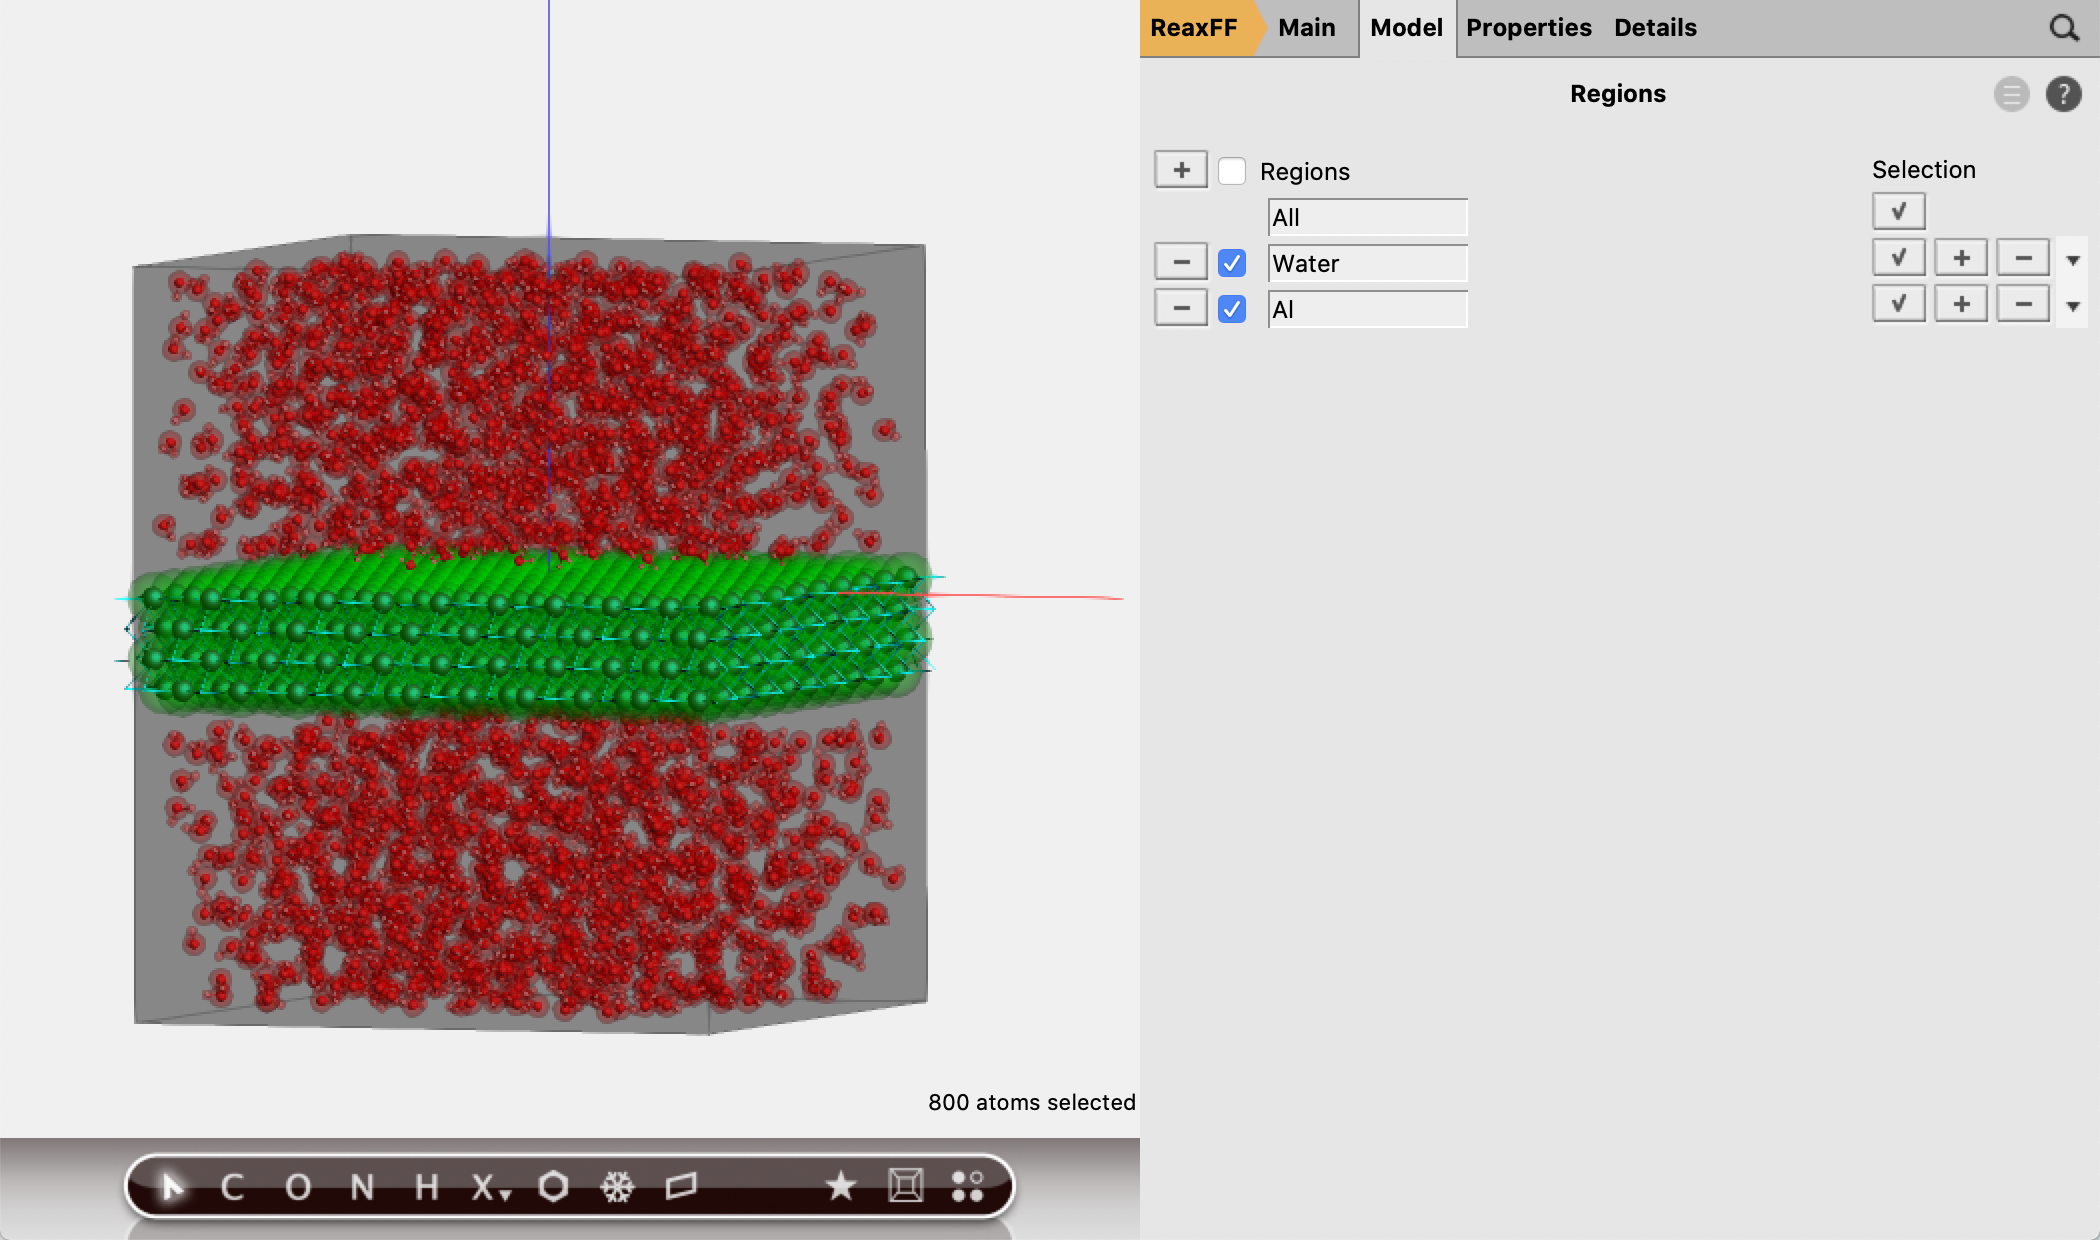 ReaxFF Main Model Properties Details
Regions
?
+ Regions Selection
All √
− Water √ + −
− Al √ + −
800 atoms selected
C O N H X